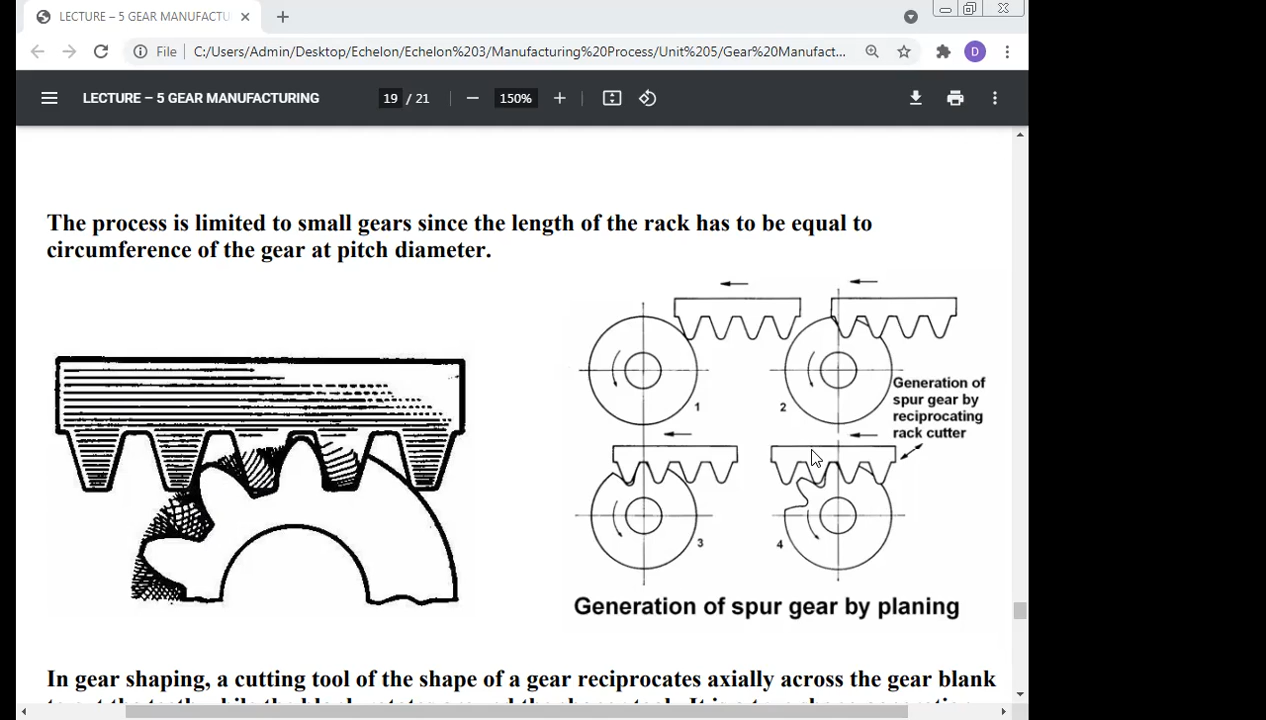 LECTURE – 5 GEAR MANUFACTU
File
C:/Users/Admin/Desktop/Echelon/Echelon%203/Manufacturing%20Process/Unit%205/Gear%20Manufact...
D
LECTURE – 5 GEAR MANUFACTURING
19 / 21
150%
The process is limited to small gears since the length of the rack has to be equal to
circumference of the gear at pitch diameter.
1
2
Generation of
spur gear by
reciprocating
rack cutter
3
4
Generation of spur gear by planing
In gear shaping, a cutting tool of the shape of a gear reciprocates axially across the gear blank